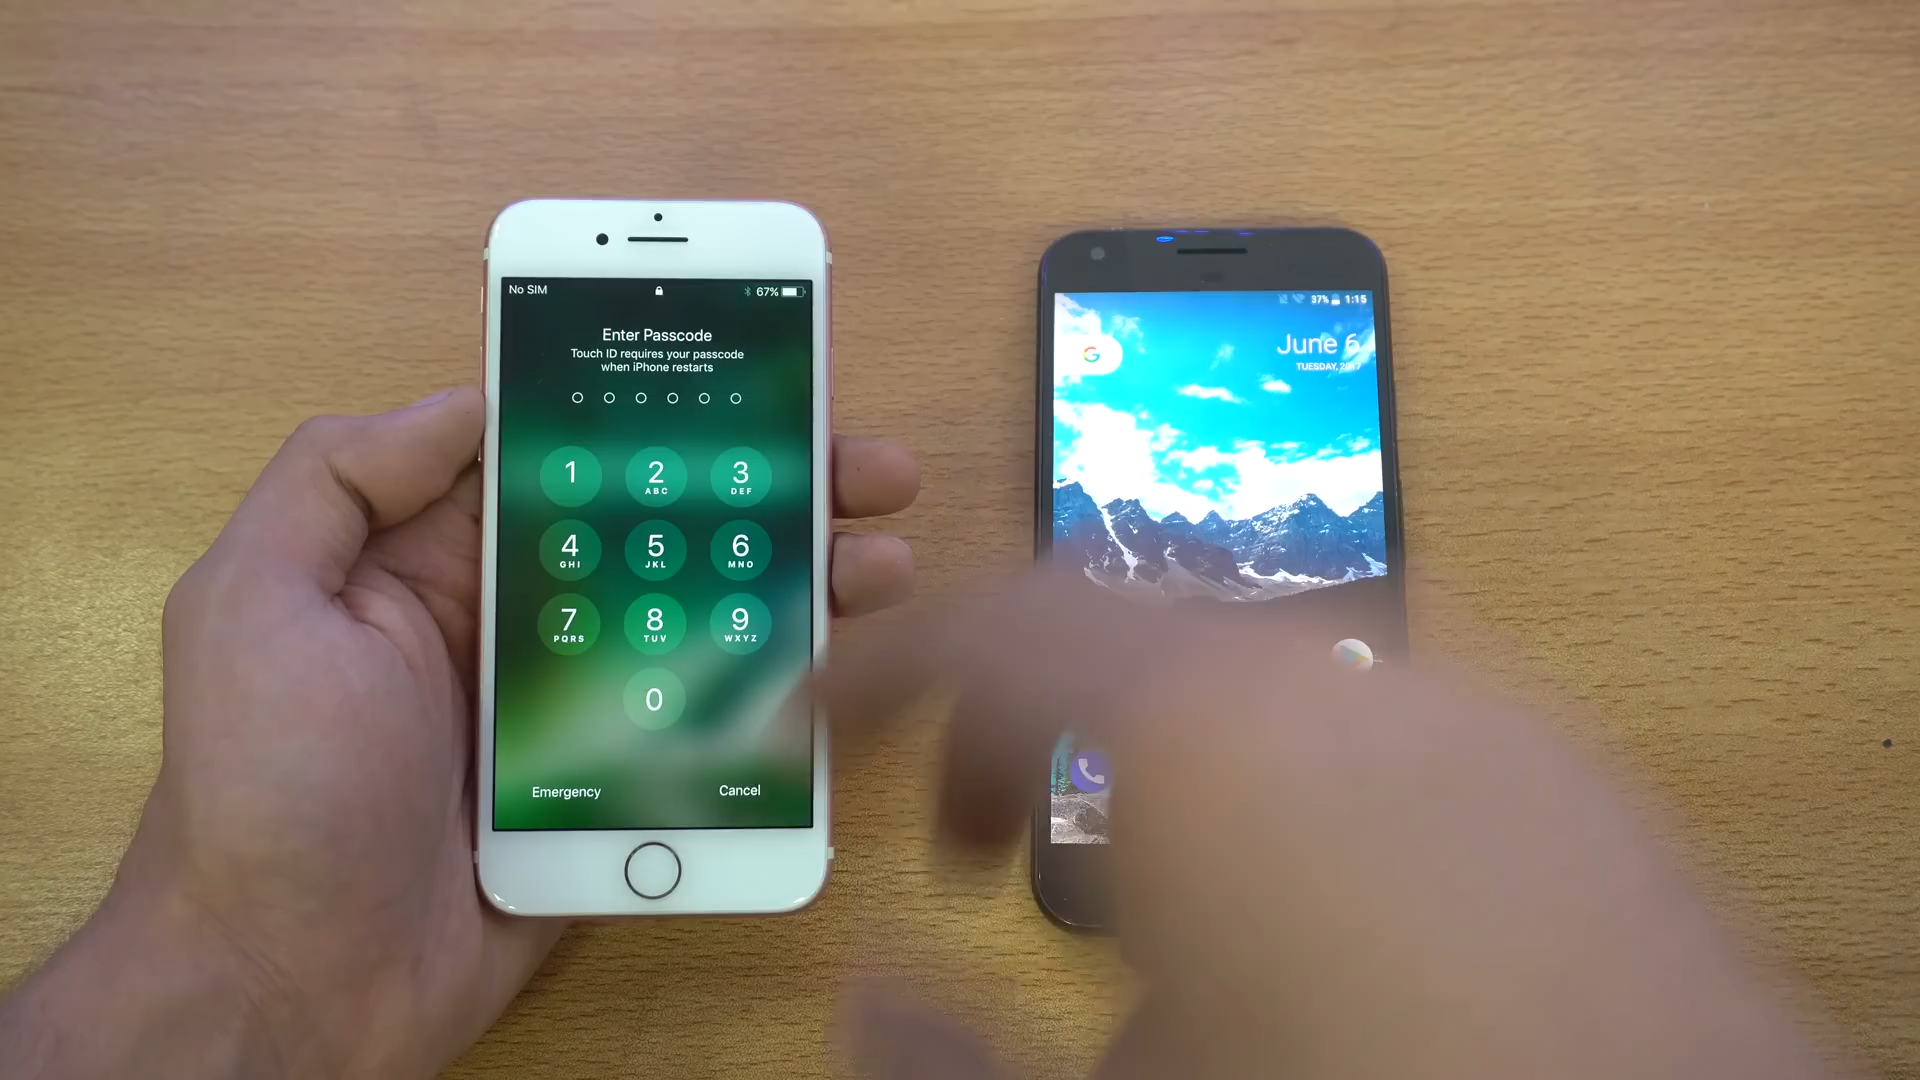 No SIM
67%
Enter Passcode
Touch ID requires your passcode
when iPhone restarts
1
2
ABC
3
DEF
4
GHI
5
JKL
6
MNO
7
PQRS
8
TUV
9
WXYZ
0
Emergency
Cancel
37%
1:15
G
June 6
TUESDAY, 2017